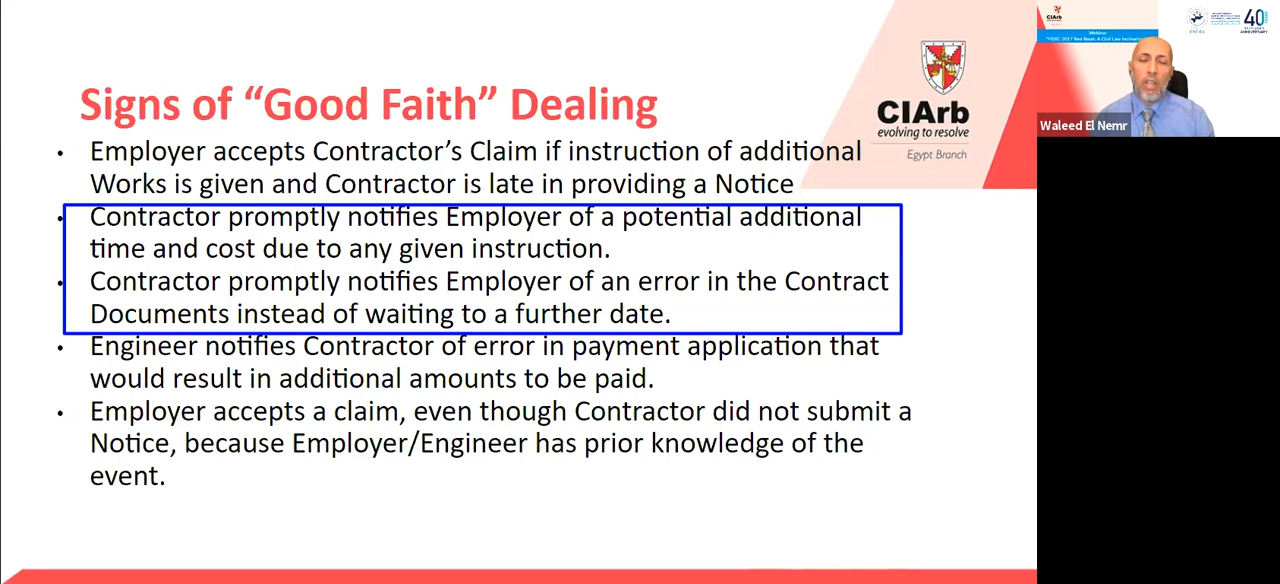 Signs of “Good Faith” Dealing
• Employer accepts Contractor’s Claim if instruction of additional
Works is given and Contractor is late in providing a Notice
• Contractor promptly notifies Employer of a potential additional
time and cost due to any given instruction.
• Contractor promptly notifies Employer of an error in the Contract
Documents instead of waiting to a further date.
• Engineer notifies Contractor of error in payment application that
would result in additional amounts to be paid.
• Employer accepts a claim, even though Contractor did not submit a
Notice, because Employer/Engineer has prior knowledge of the
event.
CIArb
evolving to resolve
Egypt Branch
CIArb
Webinar
40
ANNIVERSARY
Waleed El Nemr